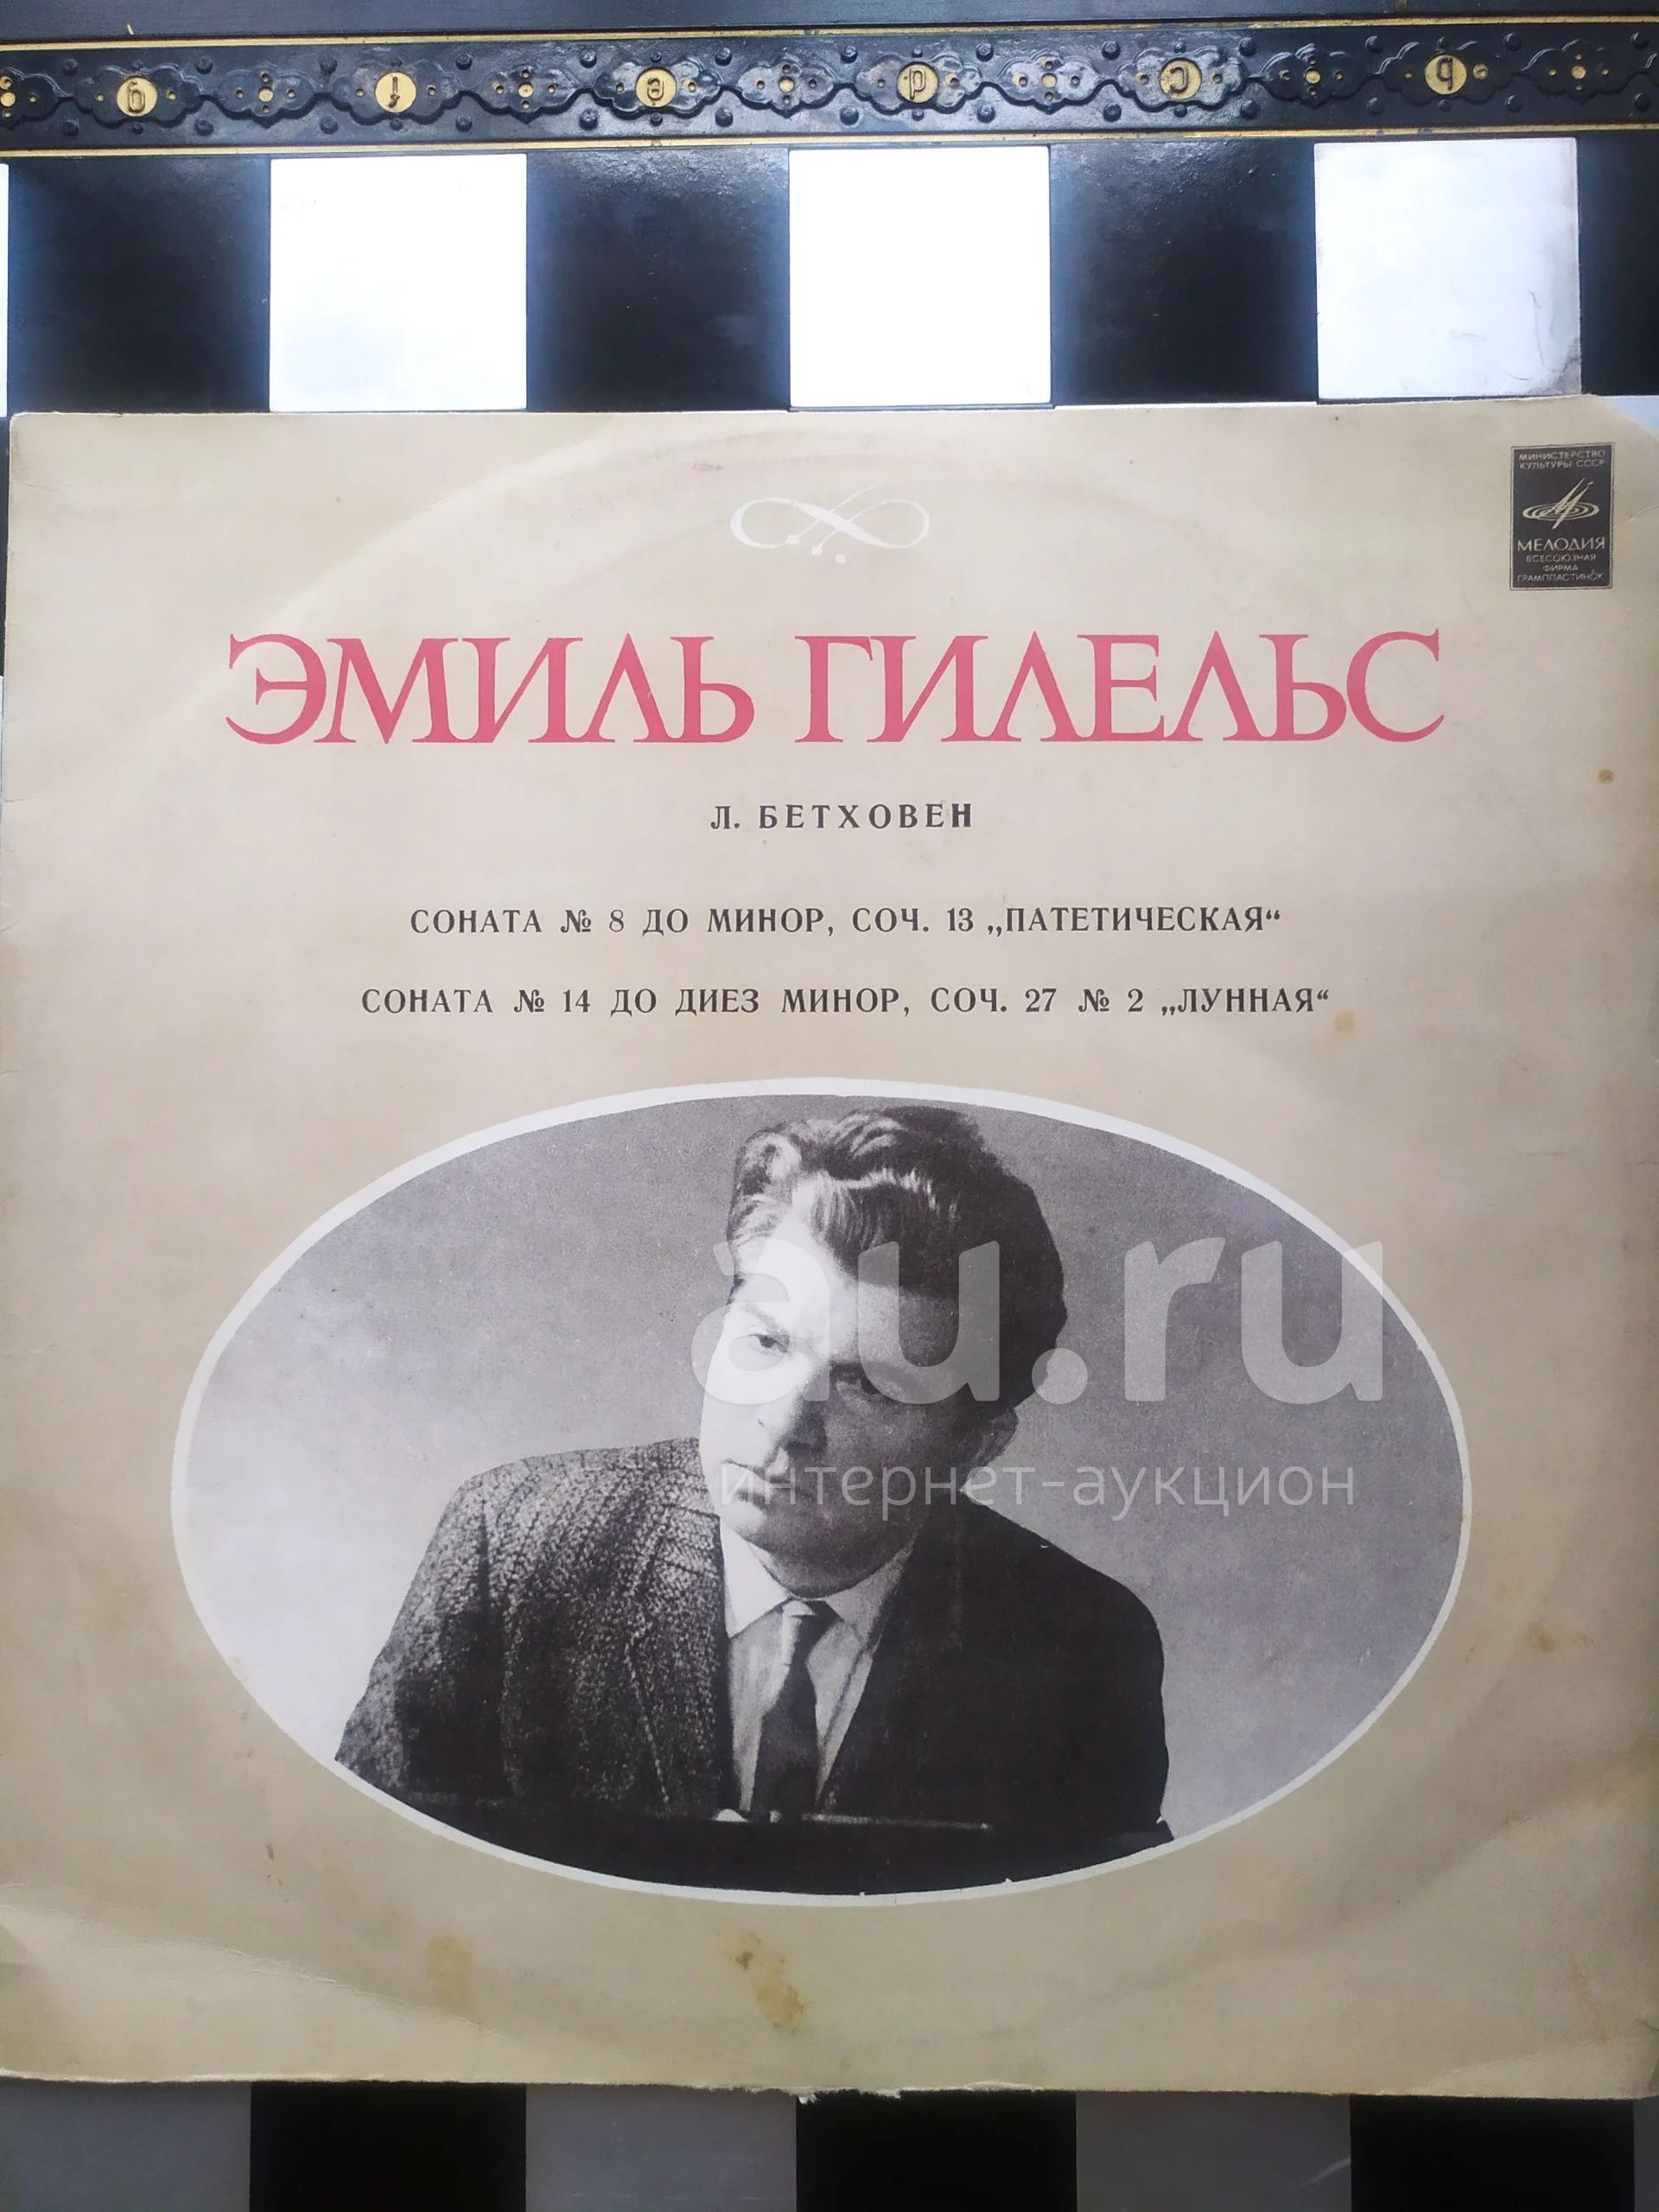 МИНИСТЕРСТВО
КУЛЬТУРЫ СССР
МЕЛОДИЯ
ВСЕСОЮЗНАЯ
ФИРМА
ГРАМПЛАСТИНОК
ЭМИЛЬ ГИЛЕЛЬС
Л. БЕТХОВЕН
СОНАТА № 8 ДО МИНОР, СОЧ. 13 „ПАТЕТИЧЕСКАЯ“
СОНАТА № 14 ДО ДИЕЗ МИНОР, СОЧ. 27 № 2 „ЛУННАЯ“
au.ru
интернет-аукцион